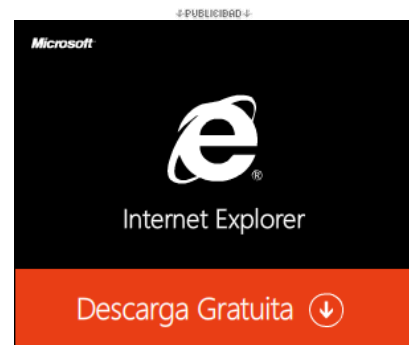 ↓PUBLICIDAD↓
Microsoft
e®
Internet Explorer
Descarga Gratuita